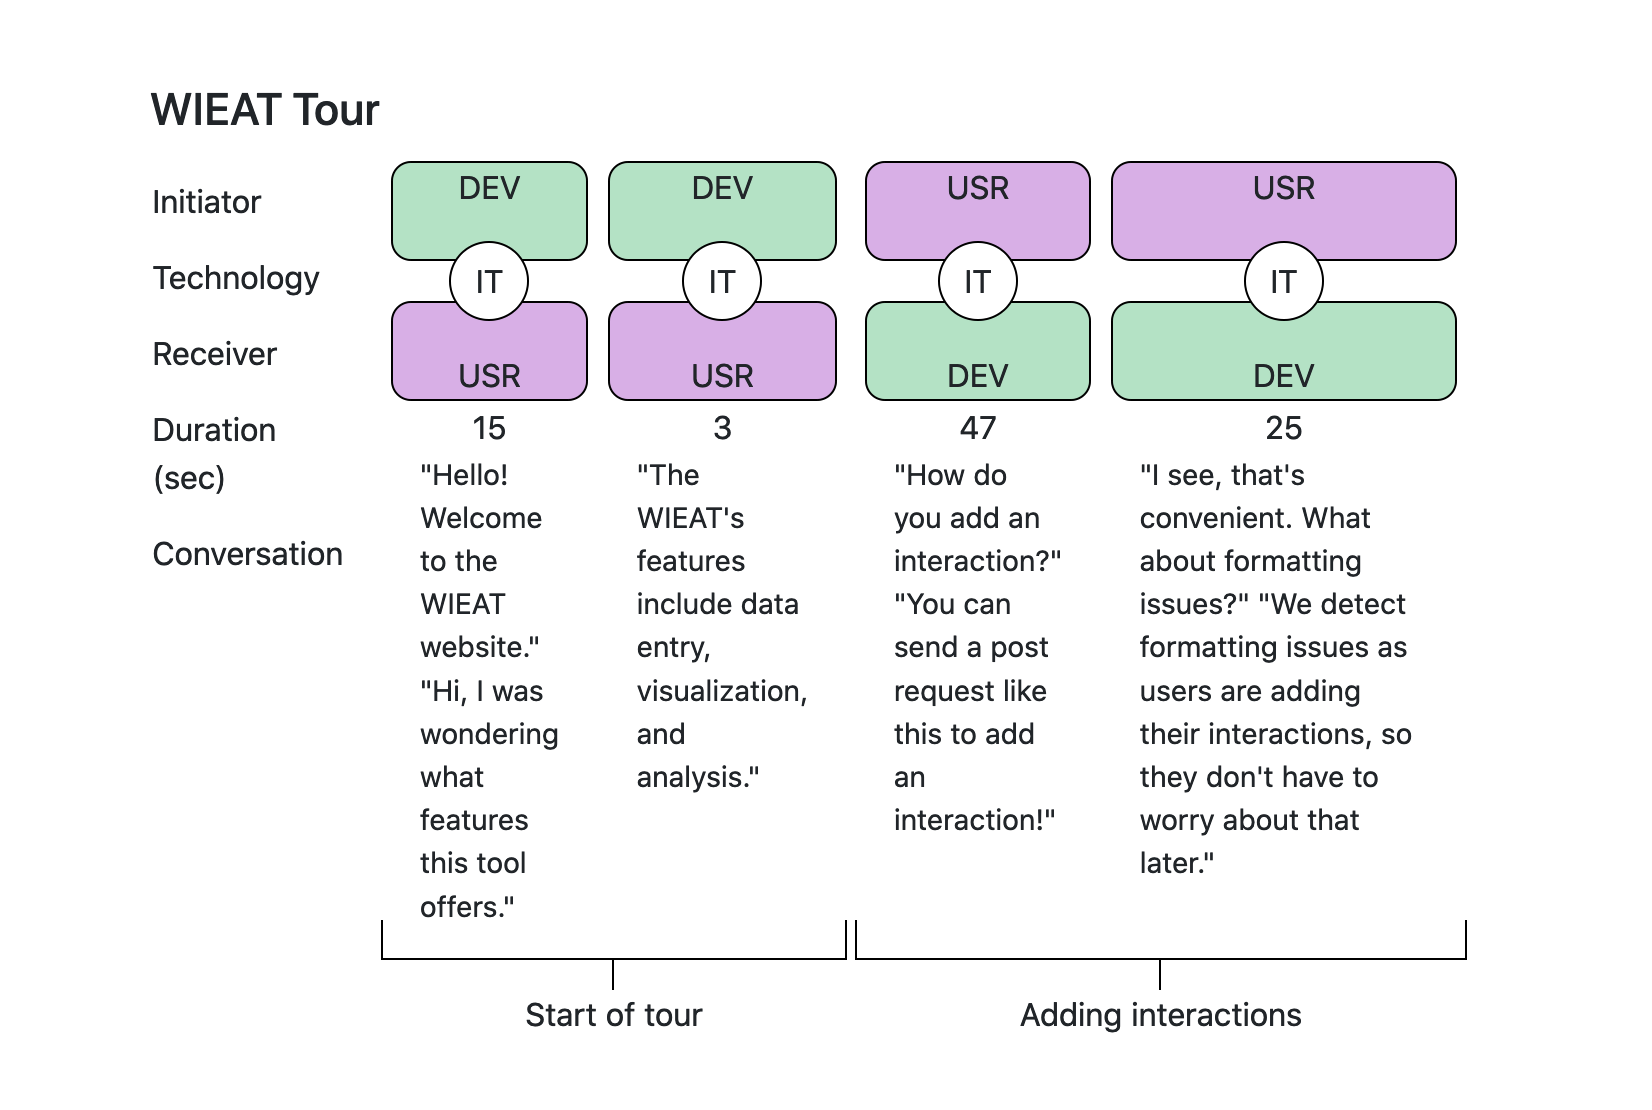 WIEAT Tour
Initiator
Technology
Receiver
Duration
(sec)
Conversation
DEV
IT
USR
15
"Hello!
Welcome
to the
WIEAT
website."
"Hi, I was
wondering
what
features
this tool
offers."
DEV
IT
USR
3
"The
WIEAT's
features
include data
entry,
visualization,
and
analysis."
USR
IT
DEV
47
"How do
you add an
interaction?"
"You can
send a post
request like
this to add
an
interaction!"
USR
IT
DEV
25
"I see, that's
convenient. What
about formatting
issues?" "We detect
formatting issues as
users are adding
their interactions, so
they don't have to
worry about that
later."
Start of tour
Adding interactions